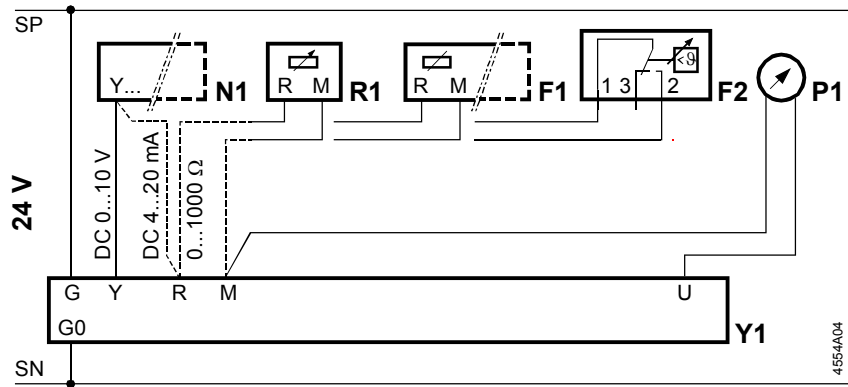 SP
Y...
N1
R M
R1
R M
F1
<ϑ
1 3 2
F2
P1
24 V
DC 0...10 V
DC 4...20 mA
0...1000 Ω
G Y R M U
G0
Y1
SN
4554A04